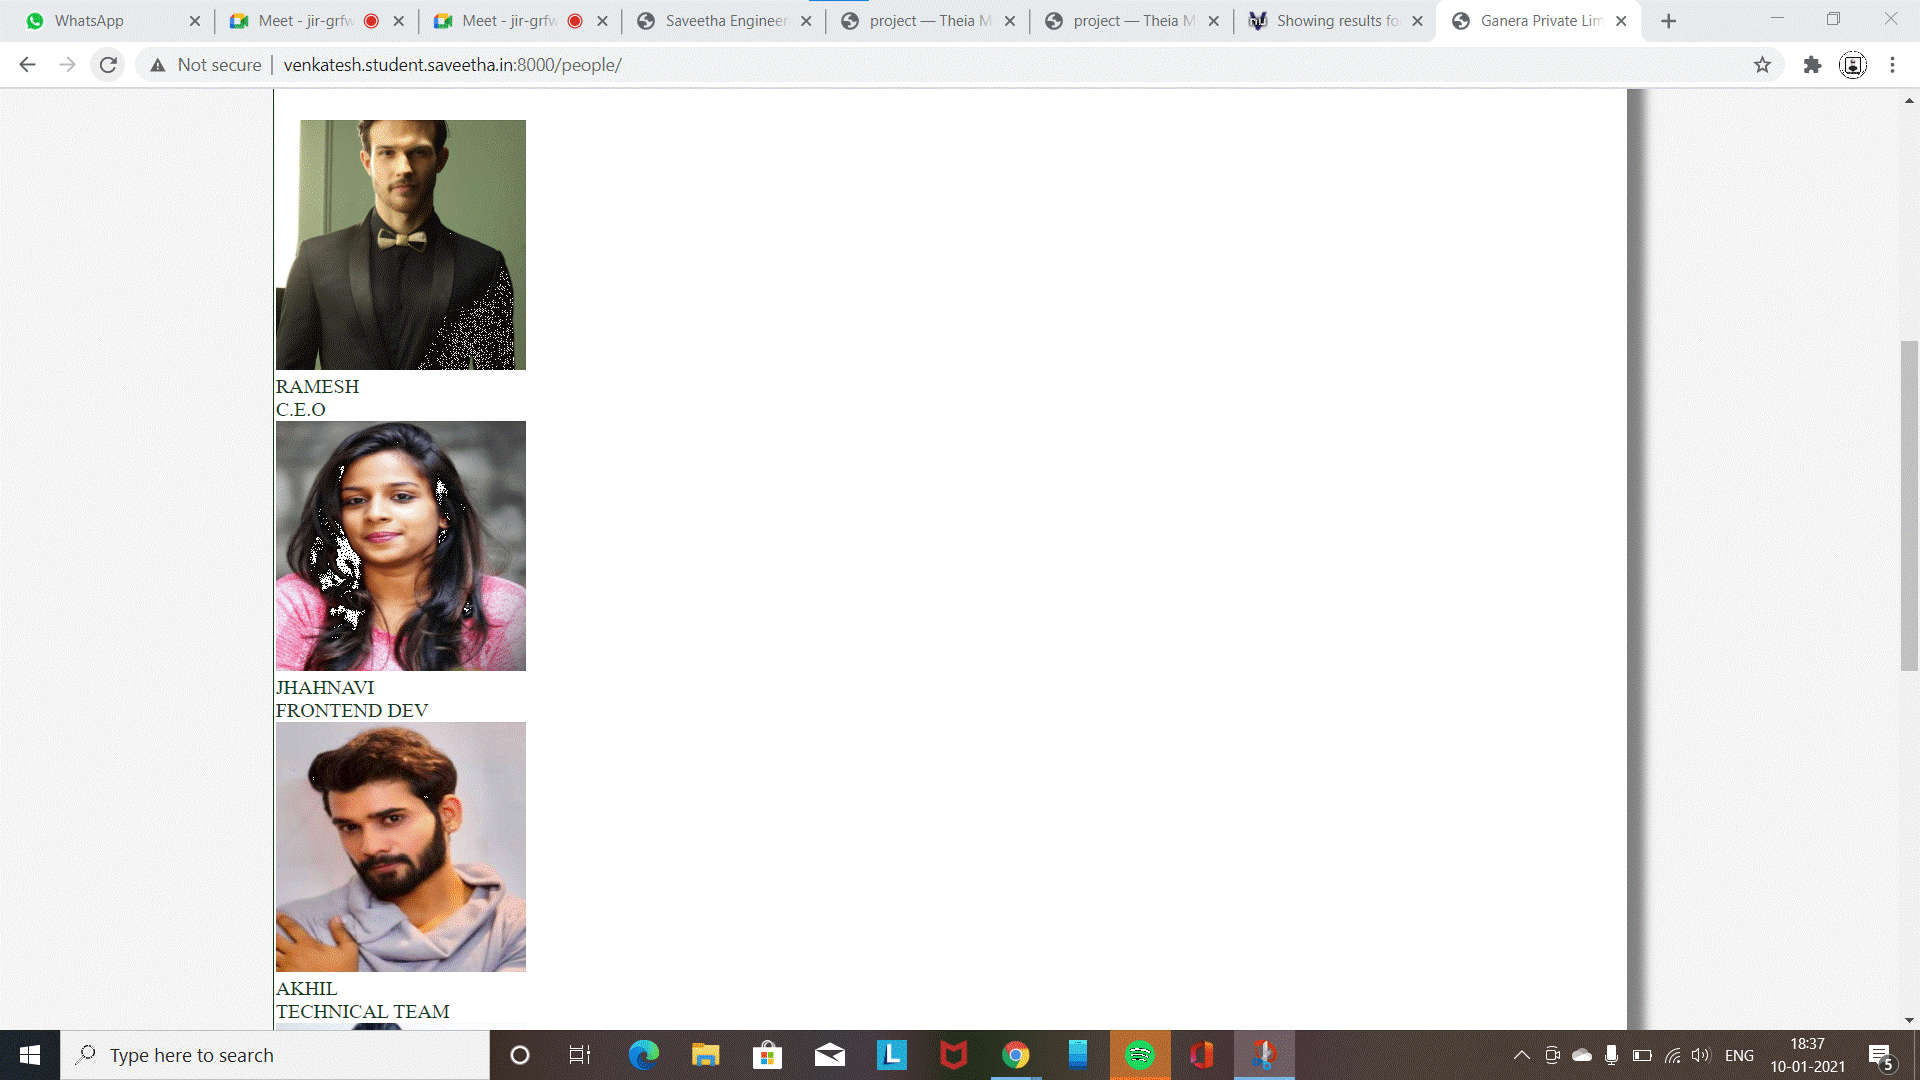 WhatsApp
Meet - jir-grfw
Meet - jir-grfw
Saveetha Engineer
project — Theia M
project — Theia M
Showing results fo
Ganera Private Lim
Not secure
venkatesh.student.saveetha.in:8000/people/
RAMESH
C.E.O
JHAHNAVI
FRONTEND DEV
AKHIL
TECHNICAL TEAM
Type here to search
L
ENG
18:37
10-01-2021
5